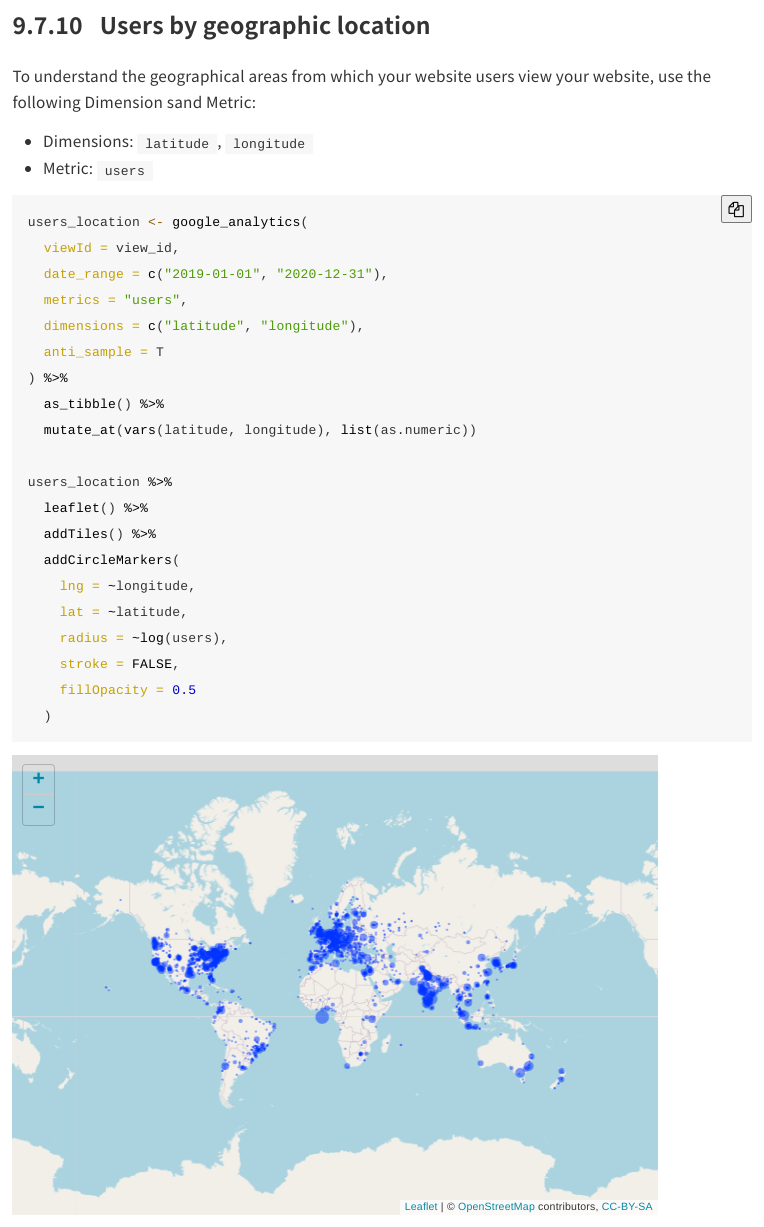 9.7.10 Users by geographic location
To understand the geographical areas from which your website users view your website, use the
following Dimension sand Metric:
• Dimensions: latitude , longitude
• Metric: users
users_location <- google_analytics(
  viewId = view_id,
  date_range = c("2019-01-01", "2020-12-31"),
  metrics = "users",
  dimensions = c("latitude", "longitude"),
  anti_sample = T
) %>%
  as_tibble() %>%
  mutate_at(vars(latitude, longitude), list(as.numeric))
users_location %>%
  leaflet() %>%
  addTiles() %>%
  addCircleMarkers(
    lng = ~longitude,
    lat = ~latitude,
    radius = ~log(users),
    stroke = FALSE,
    fillOpacity = 0.5
  )
+
−
Leaflet | © OpenStreetMap contributors, CC-BY-SA